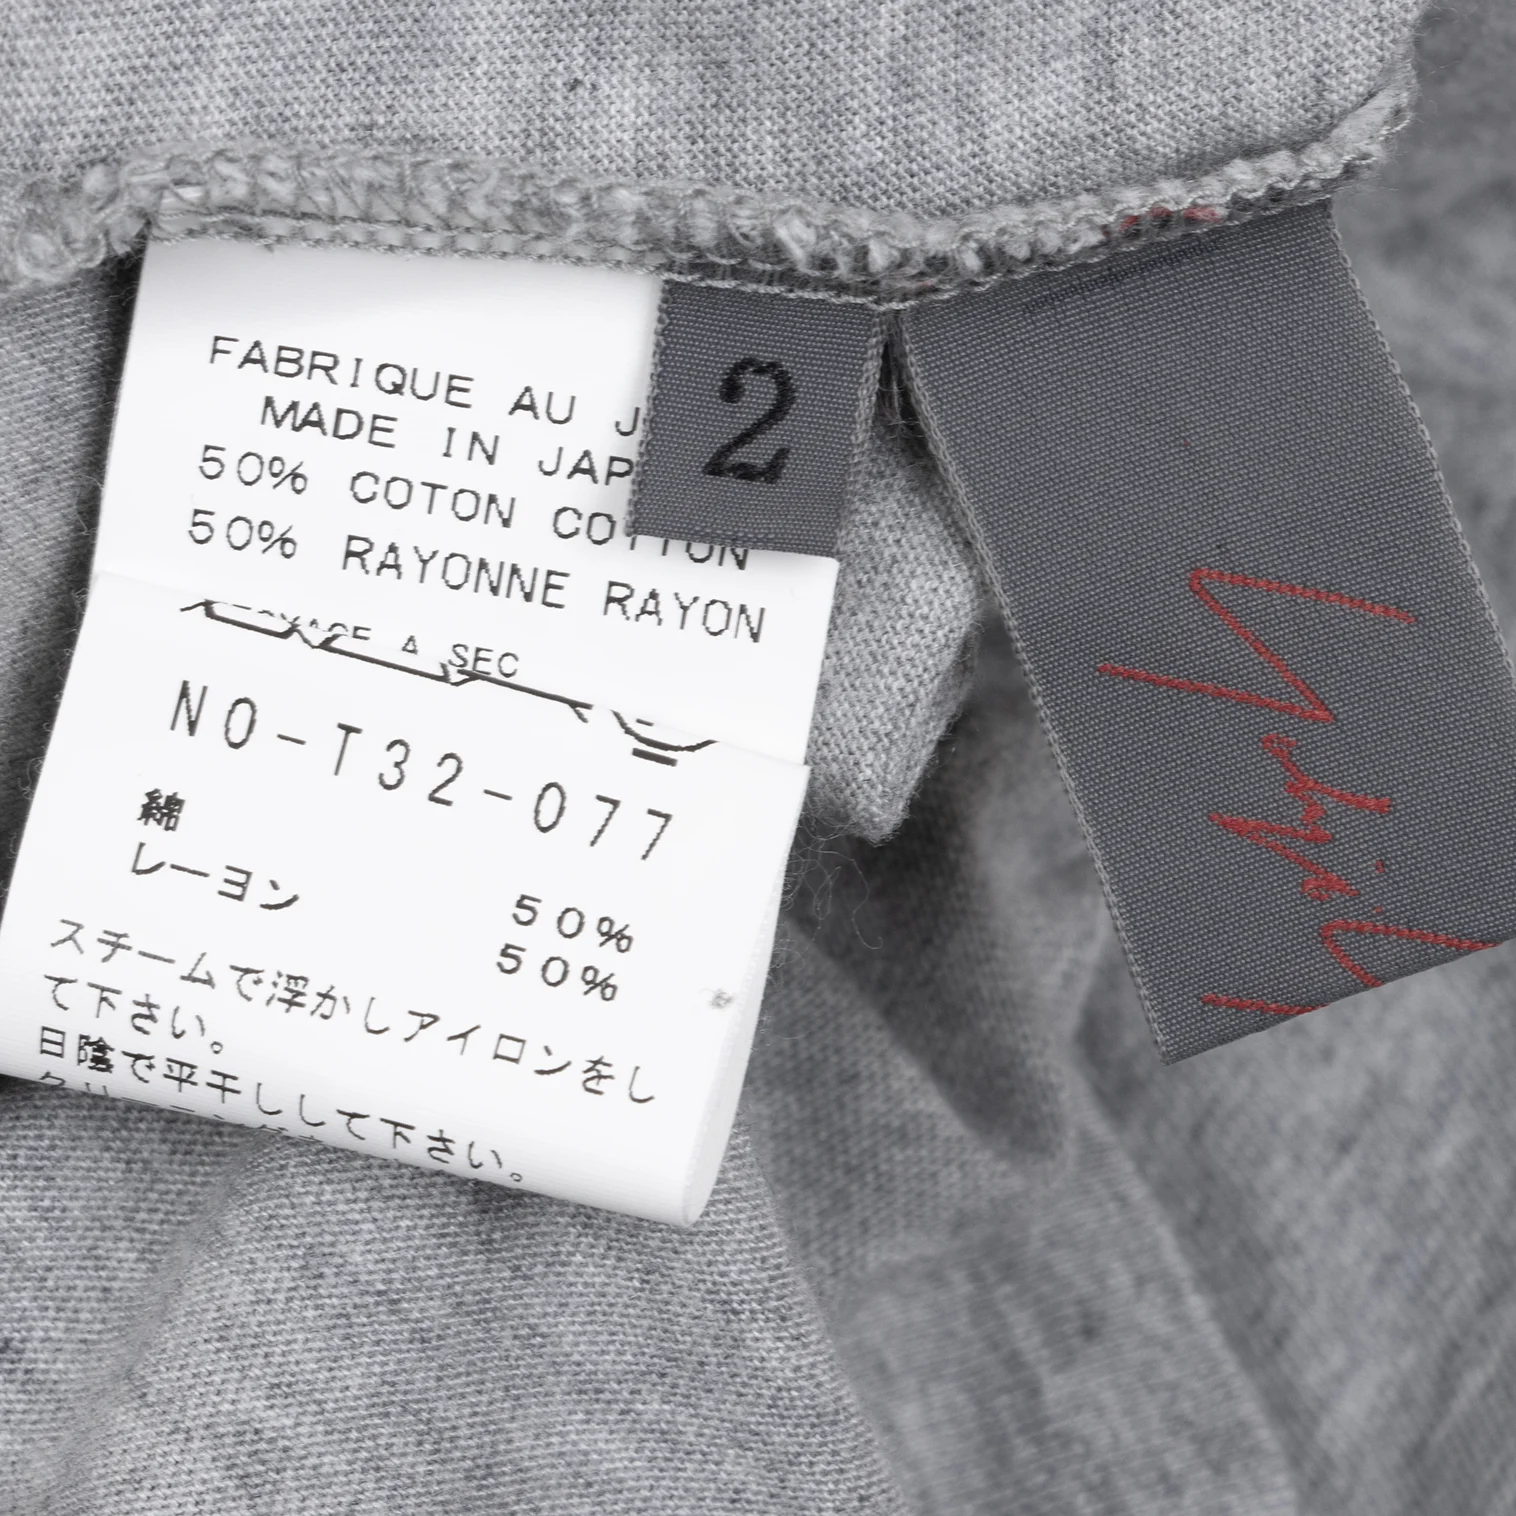 FABRIQUE AU J
MADE IN JAP
50% COTON COTTON
50% RAYONNE RAYON
A SEC
2
NO-T32-077
綿 50%
レーヨン 50%
スチームで浮かしアイロンをし
て下さい。
日陰で平干しして下さい。